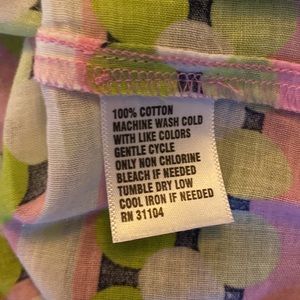 100% COTTON
MACHINE WASH COLD
WITH LIKE COLORS
GENTLE CYCLE
ONLY NON CHLORINE
BLEACH IF NEEDED
TUMBLE DRY LOW
COOL IRON IF NEEDED
RN 31104